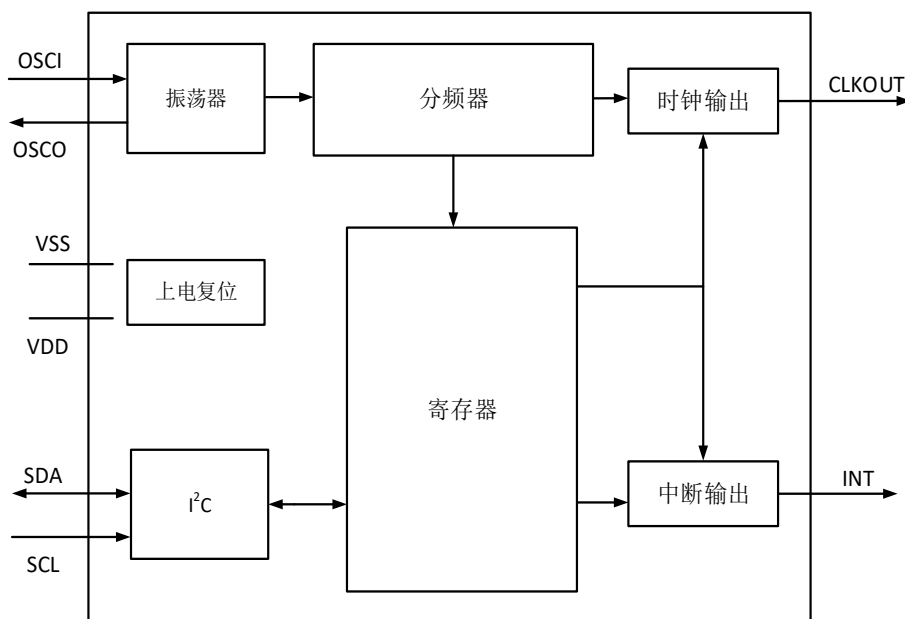 OSCI
OSCO
振荡器
分频器
时钟输出
CLKOUT
VSS
VDD
上电复位
寄存器
SDA
SCL
I²C
中断输出
INT